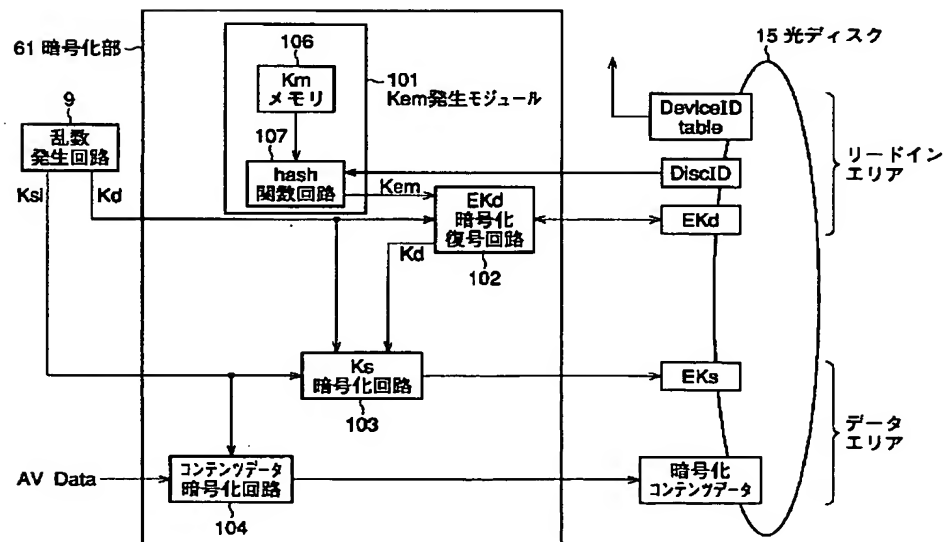 61 暗号化部
15 光ディスク
106
Km
メモリ
101
Kem発生モジュール
9
乱数
発生回路
107
hash
関数回路
DeviceID
table
リードイン
エリア
DiscID
Ksi
Kd
Kem
EKd
暗号化
復号回路
EKd
Kd
102
Ks
暗号化回路
EKs
103
データ
エリア
AV Data
コンテンツデータ
暗号化回路
暗号化
コンテンツデータ
104